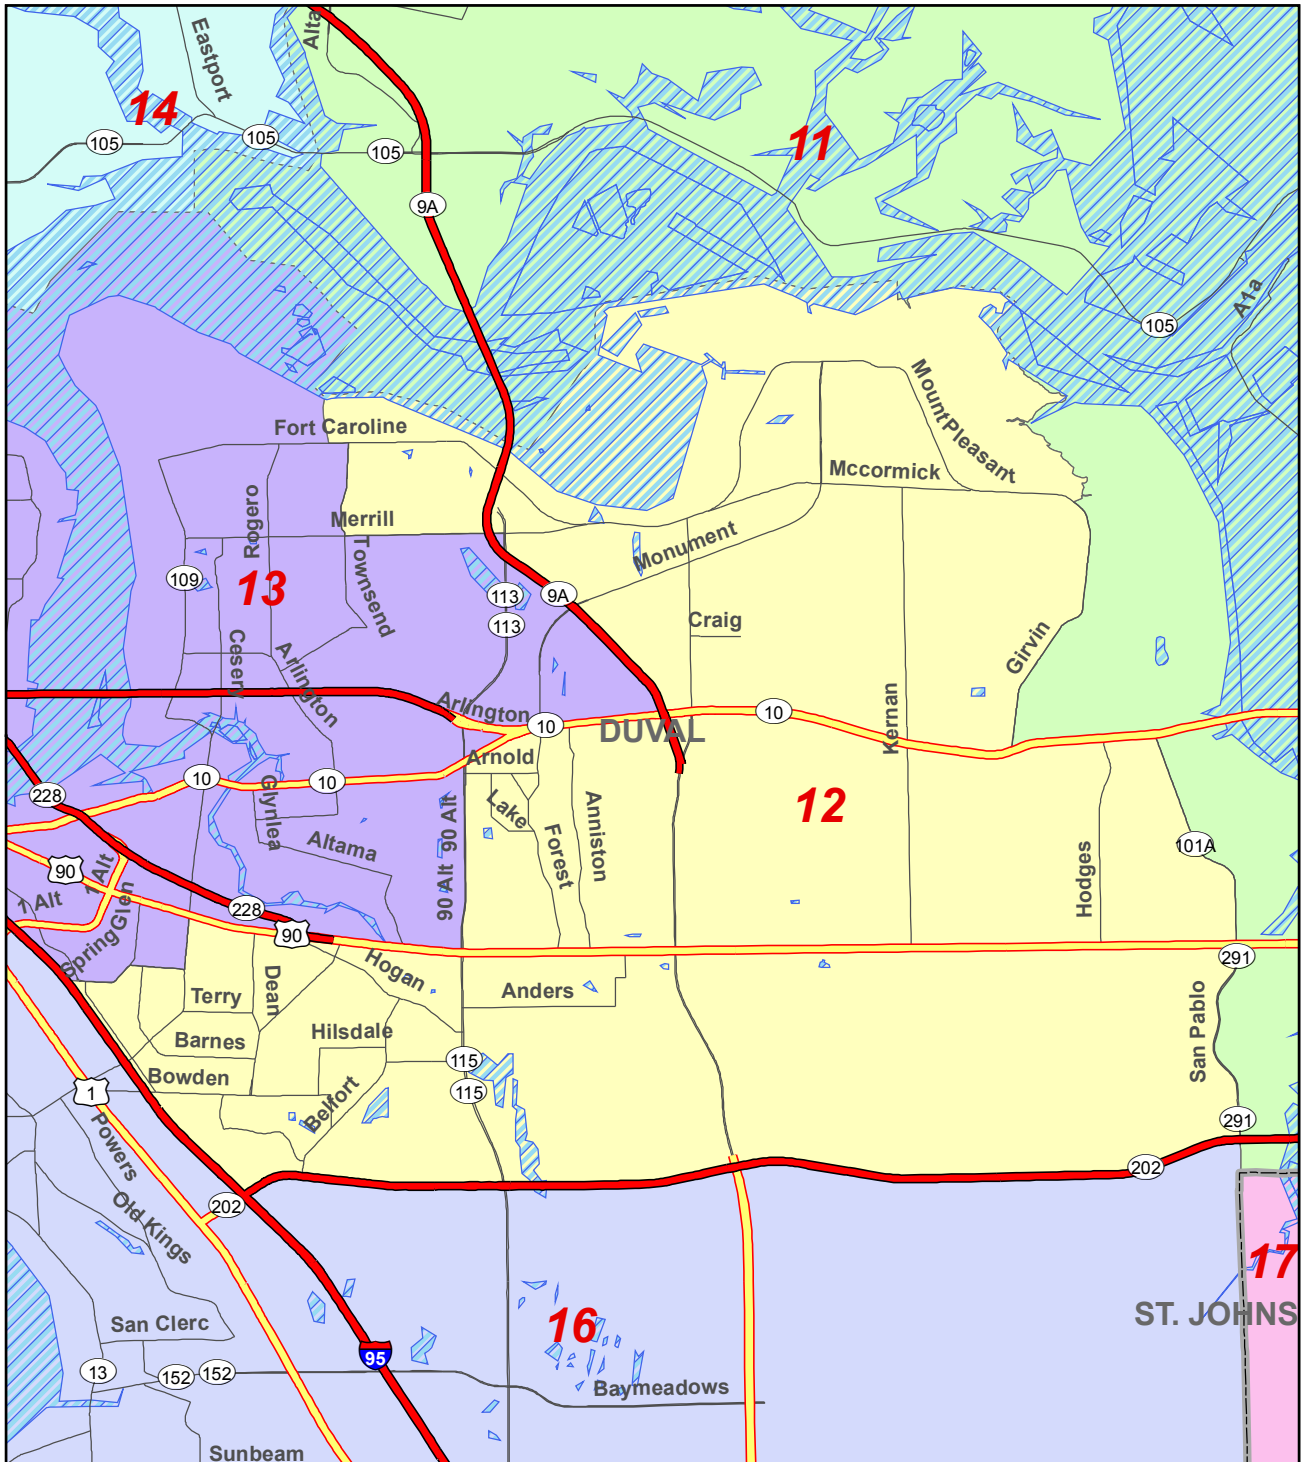 Eastport
Alta
14
11
105
105
105
9A
A1a
105
Fort Caroline
Mount Pleasant
Mccormick
Rogero
Merrill
Townsend
Monument
109
13
113
9A
113
Craig
Cesery
Arlington
Girvin
Arlington
10
10
DUVAL
Kernan
Arnold
228
10
10
Glynlea
Lake
Anniston
12
90 Alt
Forest
Altama
101A
90
1 Alt
90 Alt
Hodges
1 Alt
Glen
228
90
Spring
291
Hogan
Dean
Terry
Anders
San Pablo
Hilsdale
Barnes
115
Bowden
115
1
Belfort
291
Powers
202
202
Old Kings
17
ST. JOHNS
San Clerc
16
95
13
152
152
Baymeadows
Sunbeam